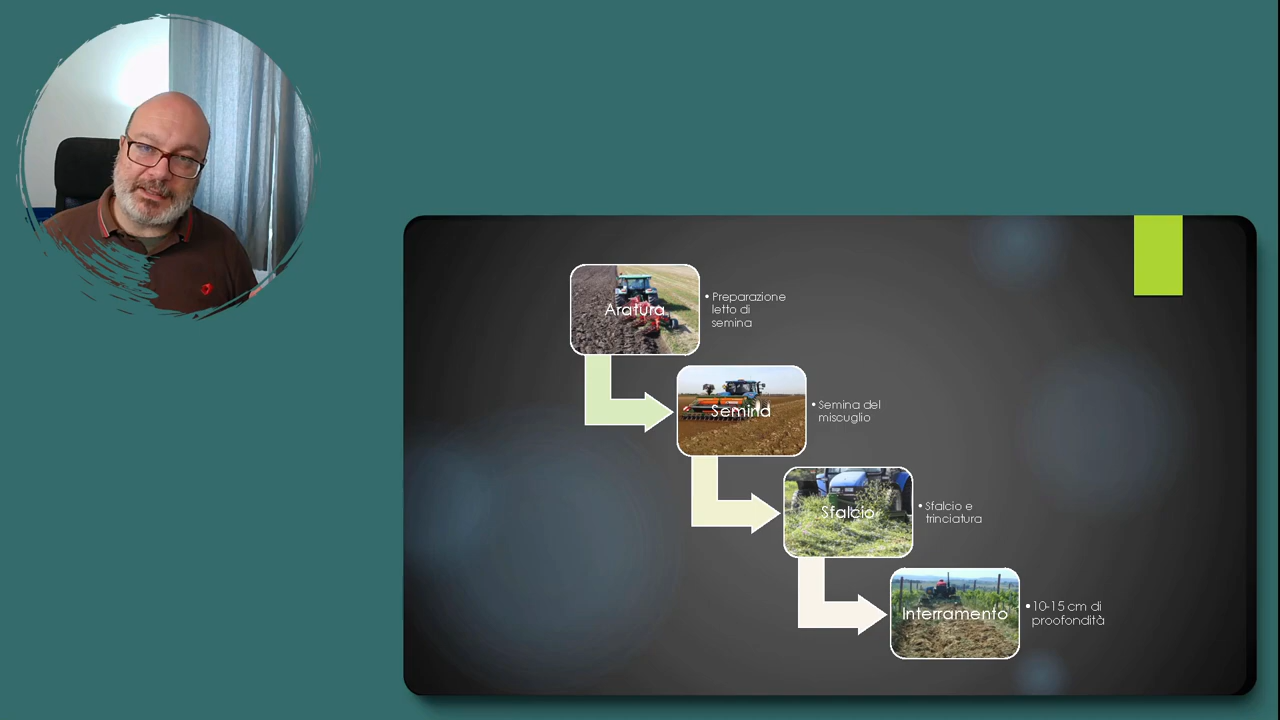 Aratura
• Preparazione
letto di
semina
Semina
• Semina del
miscuglio
Sfalcio
• Sfalcio e
trinciatura
Interramento
• 10-15 cm di
proofondità